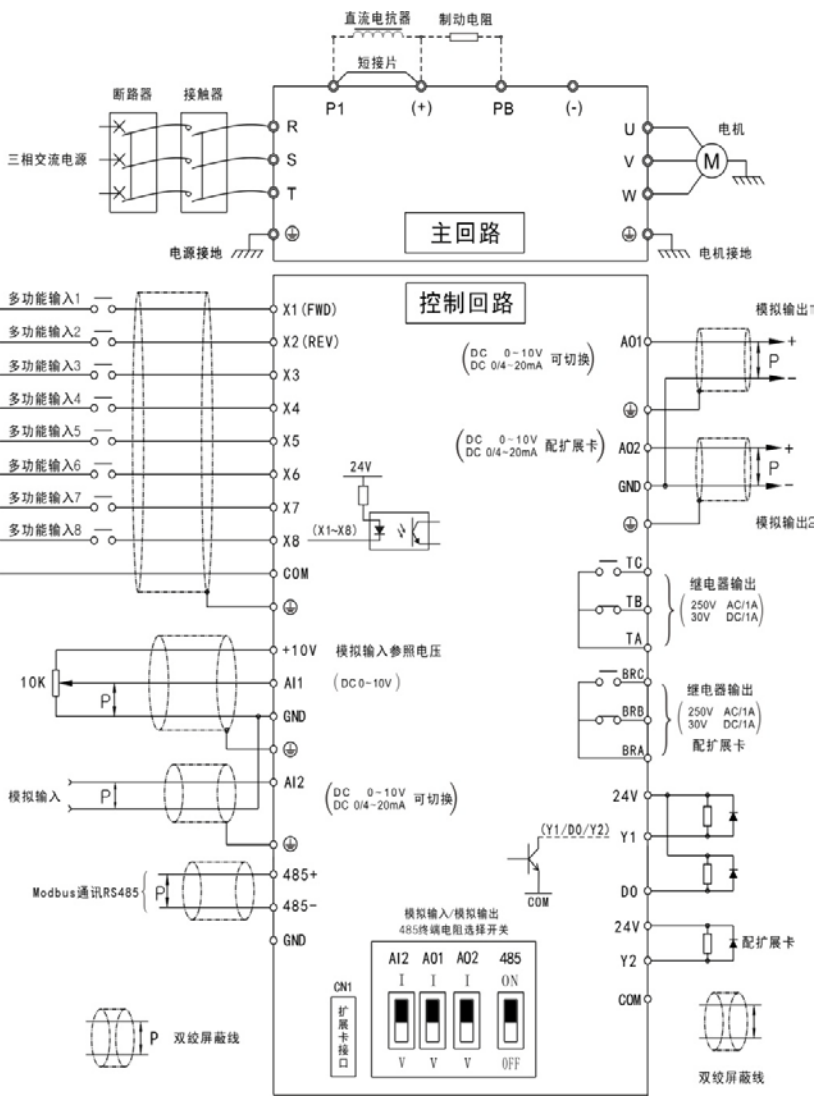 直流电抗器 制动电阻
短接片
断路器 接触器
P1 (+) PB (-)
三相交流电源
R
S
T
U
V
W
电机
M
电源接地
主回路
电机接地
控制回路
多功能输入1
多功能输入2
多功能输入3
多功能输入4
多功能输入5
多功能输入6
多功能输入7
多功能输入8
X1(FWD)
X2(REV)
X3
X4
X5
X6
X7
X8
COM
24V
(X1~X8)
模拟输出1
(DC 0~10V
DC 0/4~20mA 可切换)
AO1
+
P
−
(DC 0~10V
DC 0/4~20mA 配扩展卡)
AO2
GND
+
P
−
模拟输出2
TC
TB
TA
继电器输出
(250V AC/1A
30V DC/1A)
BRC
BRB
BRA
继电器输出
(250V AC/1A
30V DC/1A)
配扩展卡
10K
P
+10V 模拟输入参照电压
AI1 (DC 0~10V)
GND
模拟输入
P
AI2
(DC 0~10V
DC 0/4~20mA 可切换)
Modbus通讯RS485
P
485+
485-
GND
24V
(Y1/DO/Y2) Y1
COM
DO
24V
Y2
配扩展卡
COM
模拟输入/模拟输出
485终端电阻选择开关
AI2 AO1 AO2 485
I I I ON
V V V OFF
CN1
扩展卡接口
P 双绞屏蔽线
双绞屏蔽线